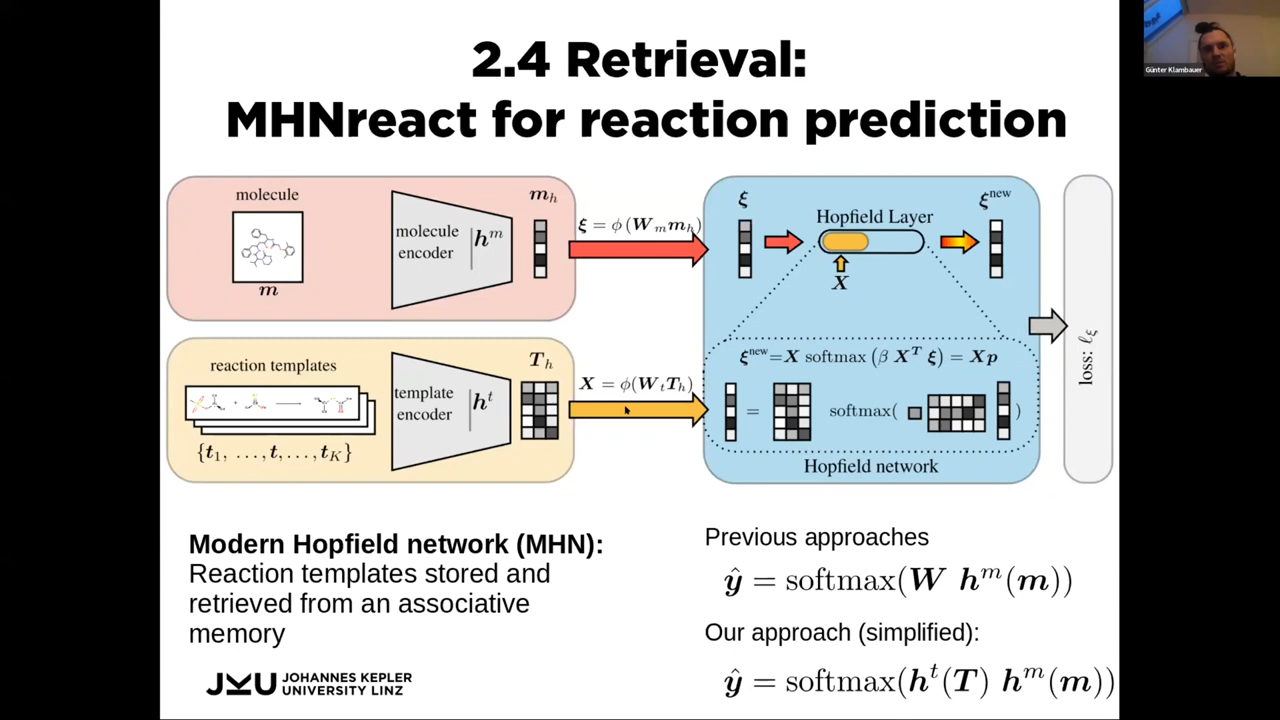 2.4 Retrieval:
MHNreact for reaction prediction
Günter Klambauer
molecule
m
molecule
encoder
h^m
m_h
ξ = ϕ (W_m m_h)
reaction templates
{t_1, …, t, …, t_K}
template
encoder
h^t
T_h
X = ϕ(W_t T_h)
ξ
Hopfield Layer
X
ξ^new
ξ^new = X softmax (β X^T ξ) = Xp
= softmax( )
Hopfield network
loss: ℓ_ξ
Modern Hopfield network (MHN):
Reaction templates stored and
retrieved from an associative
memory
Previous approaches
ŷ = softmax(W h^m(m))
Our approach (simplified):
ŷ = softmax(h^t(T) h^m(m))
JKU JOHANNES KEPLER
UNIVERSITY LINZ